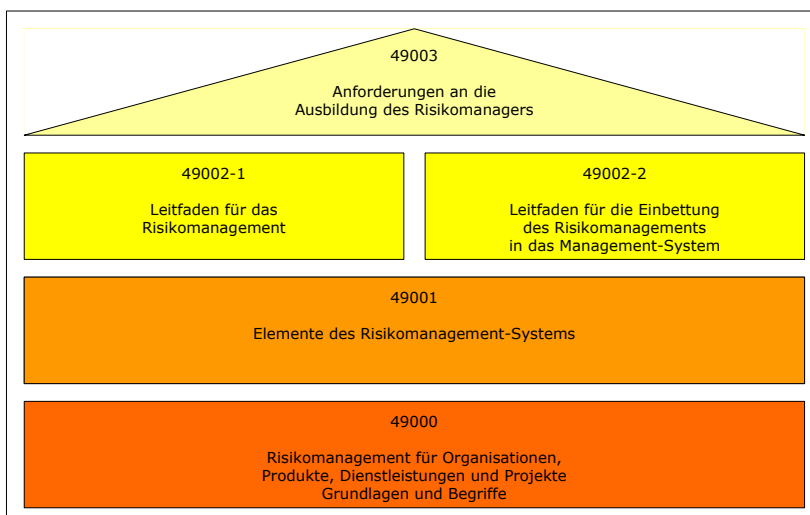 49003
Anforderungen an die
Ausbildung des Risikomanagers
49002-1
Leitfaden für das
Risikomanagement
49002-2
Leitfaden für die Einbettung
des Risikomanagements
in das Management-System
49001
Elemente des Risikomanagement-Systems
49000
Risikomanagement für Organisationen,
Produkte, Dienstleistungen und Projekte
Grundlagen und Begriffe